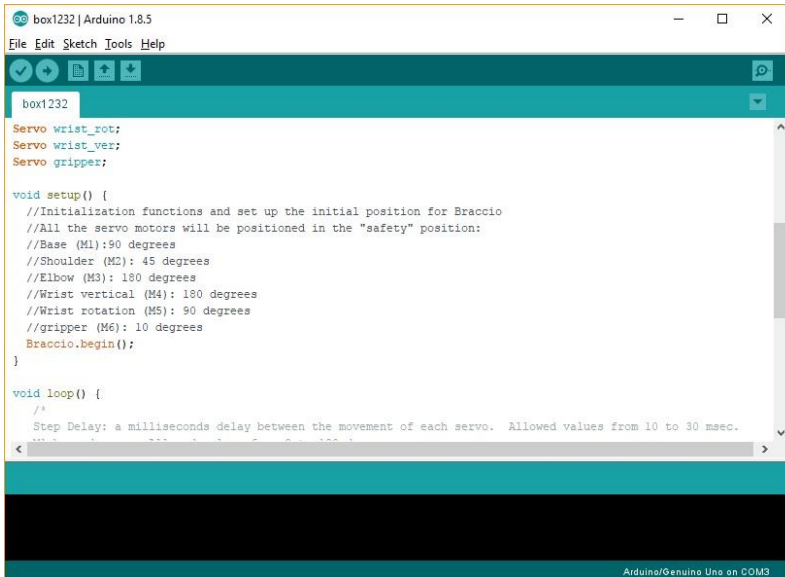 box1232 | Arduino 1.8.5
File Edit Sketch Tools Help
box1232
Servo wrist_rot;
Servo wrist_ver;
Servo gripper;
void setup() {
//Initialization functions and set up the initial position for Braccio
//All the servo motors will be positioned in the "safety" position:
//Base (M1):90 degrees
//Shoulder (M2): 45 degrees
//Elbow (M3): 180 degrees
//Wrist vertical (M4): 180 degrees
//Wrist rotation (M5): 90 degrees
//gripper (M6): 10 degrees
Braccio.begin();
}
void loop() {
/*
Step Delay: a milliseconds delay between the movement of each servo.  Allowed values from 10 to 30 msec.
Arduino/Genuino Uno on COM3